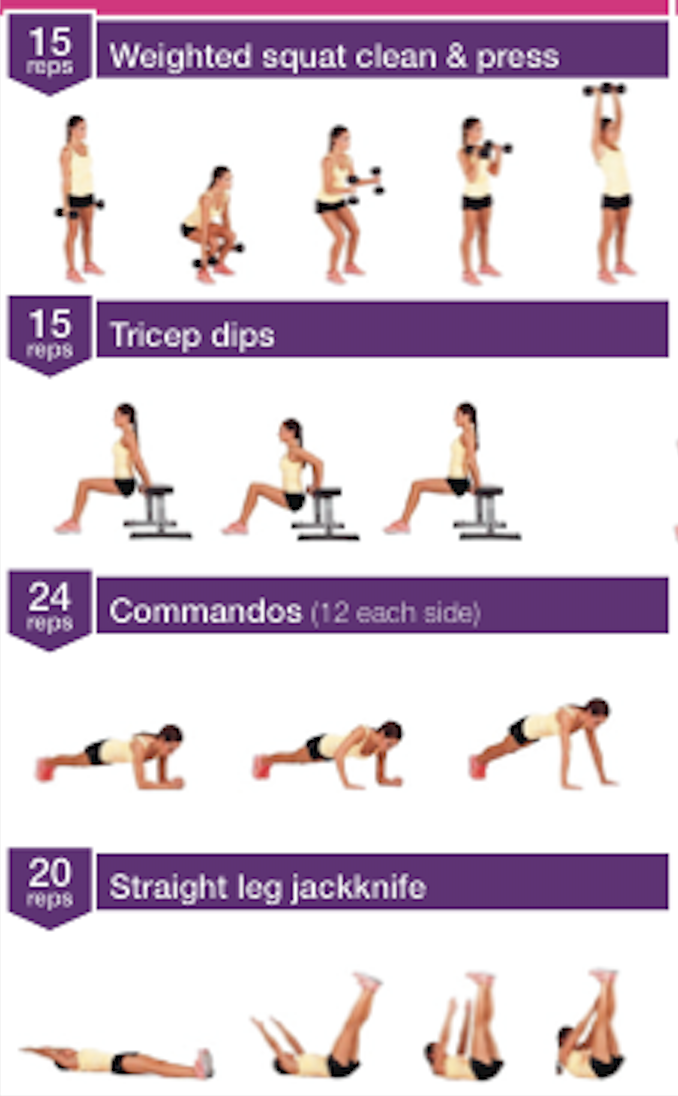 15
reps
Weighted squat clean & press
15
reps
Tricep dips
24
reps
Commandos (12 each side)
20
reps
Straight leg jackknife